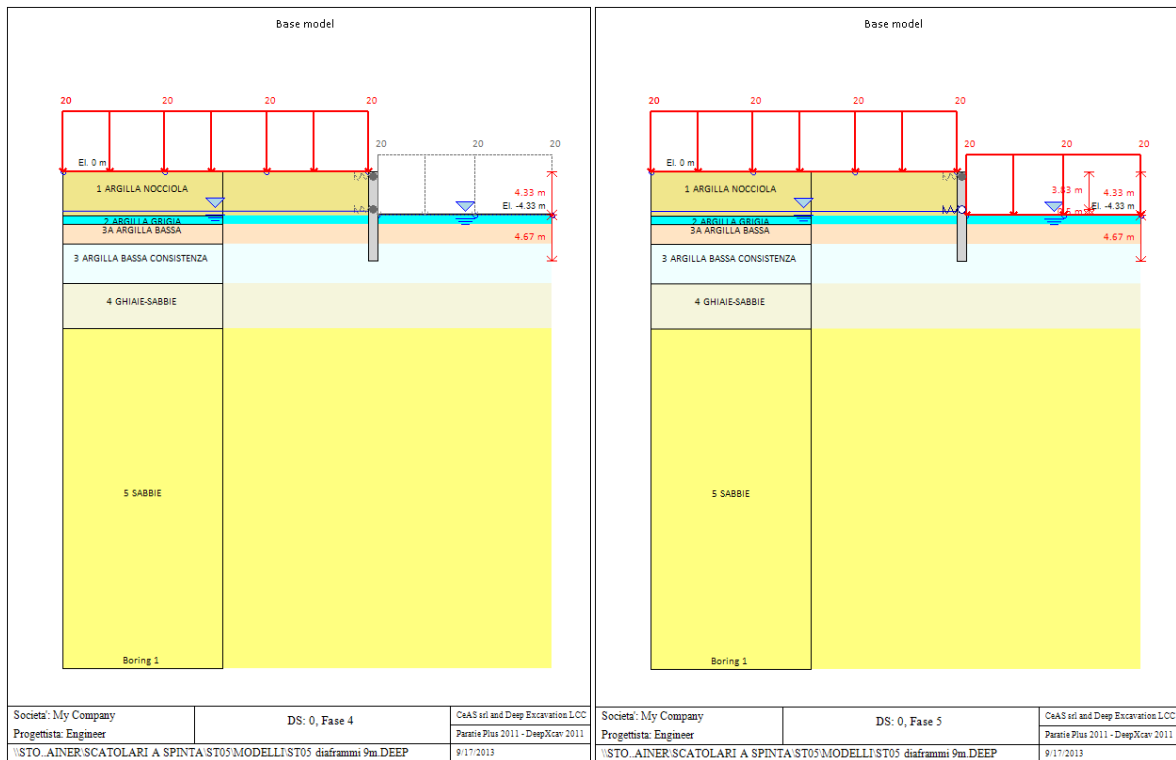 Base model
20 20 20 20
20 20 20
El. 0 m
1 ARGILLA NOCCIOLA
4.33 m
El. -4.33 m
2 ARGILLA GRIGIA
3A ARGILLA BASSA
4.67 m
3 ARGILLA BASSA CONSISTENZA
4 GHIAIE-SABBIE
5 SABBIE
Boring 1
Societa': My Company
Progettista: Engineer
DS: 0, Fase 4
CeAS srl and Deep Excavation LCC
Paratie Plus 2011 - DeepXcav 2011
\\STO..AINER\SCATOLARI A SPINTA\ST05\MODELLI\ST05 diaframmi 9m.DEEP
9/17/2013
Base model
20 20 20 20
20 20
El. 0 m
1 ARGILLA NOCCIOLA
3.83 m
4.33 m
El. -4.33 m
2 ARGILLA GRIGIA
3A ARGILLA BASSA
4.67 m
3 ARGILLA BASSA CONSISTENZA
4 GHIAIE-SABBIE
5 SABBIE
Boring 1
Societa': My Company
Progettista: Engineer
DS: 0, Fase 5
CeAS srl and Deep Excavation LCC
Paratie Plus 2011 - DeepXcav 2011
\\STO..AINER\SCATOLARI A SPINTA\ST05\MODELLI\ST05 diaframmi 9m.DEEP
9/17/2013